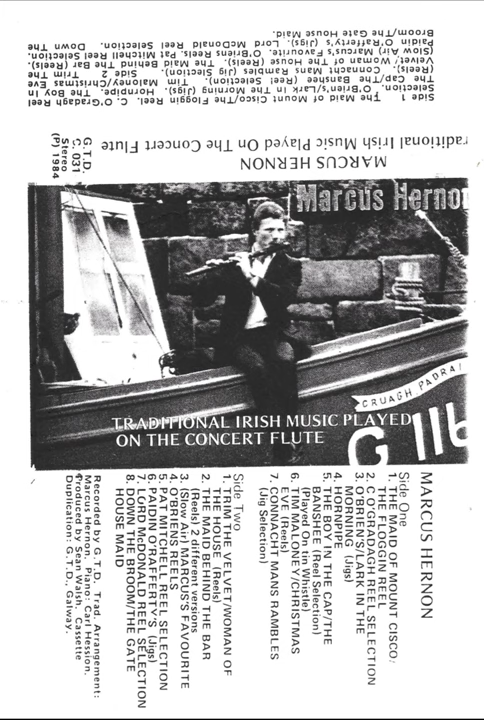 Side 1 The Maid of Mount Cisco/The Floggin Reel. C. O'Gradagh Reel
Selection. O'Brien's/Lark In The Morning (Jigs). Hornpipe. The Boy In
The Cap/The Banshee (Reel Selection). Tim Maloney/Christmas Eve
(Reels). Connacht Mans Rambles Jig Slection). Side 2 Trim The
Velvet/ Woman of The House (Reels). The Maid Behind The Bar (Reels).
(Slow Air) Marcus's Favourite. O'Briens Reels. Pat Mitchell Reel Selection.
Paidin O'Rafferty's (Jigs). Lord McDonald Reel Selection. Down The
Broom/The Gate House Maid.
MARCUS HERNON
raditional Irish Music Played On The Concert Flute
G.T.D.
C. 031
Stereo
(P) 1984
Marcus Hernon
CRUAGH PADRAI
G 116
TRADITIONAL IRISH MUSIC PLAYED
ON THE CONCERT FLUTE
MARCUS HERNON
Side One
1. THE MAID OF MOUNT CISCO/
THE FLOGGIN REEL
2. C O'GRADAGH REEL SELECTION
3. O'BRIEN'S/LARK IN THE
MORNING (Jigs)
4. HORNPIPE
5. THE BOY IN THE CAP/THE
BANSHEE (Reel Selection)
(Played On tin Whistle)
6. TIM MALONEY/CHRISTMAS
EVE (Reels)
7. CONNACHT MANS RAMBLES
(Jig Selection)
Side Two
1. TRIM THE VELVET/WOMAN OF
THE HOUSE (Reels)
2. THE MAID BEHIND THE BAR
(Reels) 2 different versions
3. (Slow Air) MARCUS'S FAVOURITE
4. O'BRIENS REELS
5. PAT MITCHELL REEL SELECTION
6. PAIDIN O'RAFFERTY'S (Jigs)
7. LORD McDONALD REEL SELECTION
8. DOWN THE BROOM/THE GATE
HOUSE MAID
Recorded by G.T.D. Trad. Arrangement:
Marcus Hernon. Piano: Carl Hession.
Produced by Sean Walsh, Cassette
Duplication: G.T.D., Galway.